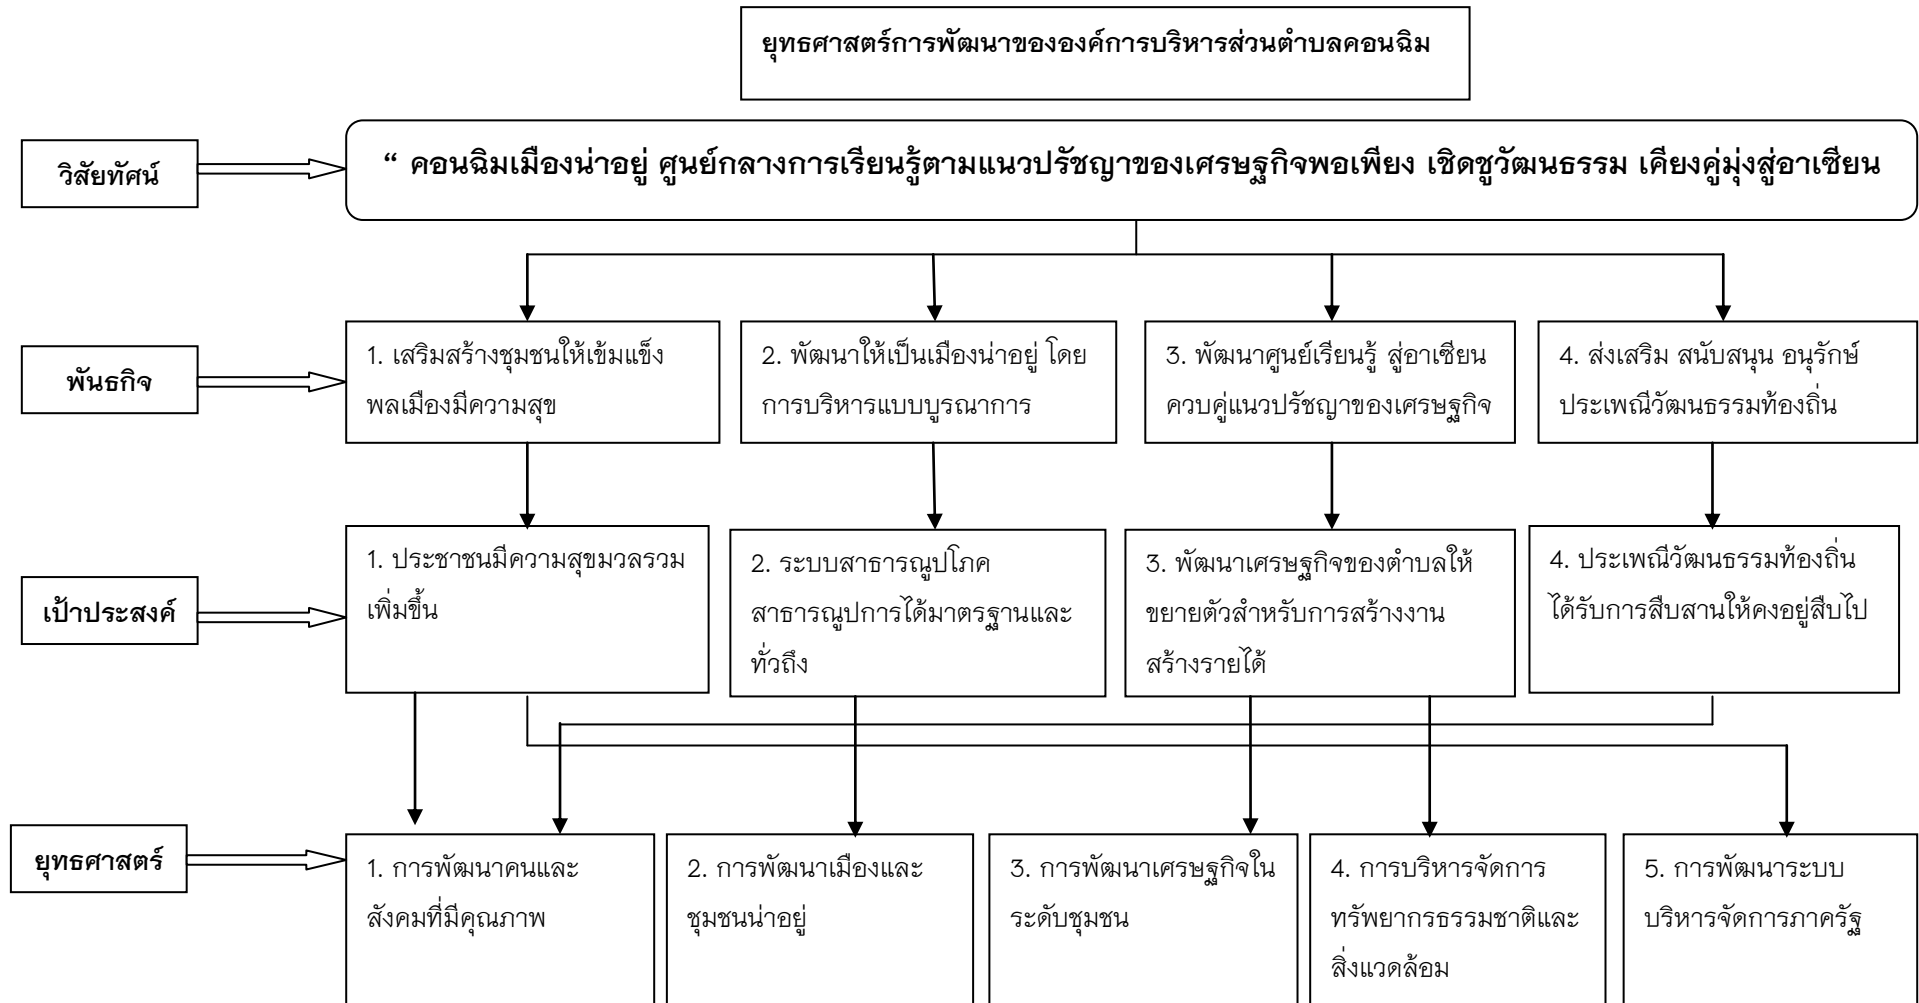 ยุทธศาสตร์การพัฒนาขององค์การบริหารส่วนตำบลคอนฉิม
วิสัยทัศน์
“ คอนฉิมเมืองน่าอยู่ ศูนย์กลางการเรียนรู้ตามแนวปรัชญาของเศรษฐกิจพอเพียง เชิดชูวัฒนธรรม เคียงคู่มุ่งสู่อาเซียน
พันธกิจ
1. เสริมสร้างชุมชนให้เข้มแข็ง
พลเมืองมีความสุข
2. พัฒนาให้เป็นเมืองน่าอยู่ โดย
การบริหารแบบบูรณาการ
3. พัฒนาศูนย์เรียนรู้ สู่อาเซียน
ควบคู่แนวปรัชญาของเศรษฐกิจ
4. ส่งเสริม สนับสนุน อนุรักษ์
ประเพณีวัฒนธรรมท้องถิ่น
เป้าประสงค์
1. ประชาชนมีความสุขมวลรวม
เพิ่มขึ้น
2. ระบบสาธารณูปโภค
สาธารณูปการได้มาตรฐานและ
ทั่วถึง
3. พัฒนาเศรษฐกิจของตำบลให้
ขยายตัวสำหรับการสร้างงาน
สร้างรายได้
4. ประเพณีวัฒนธรรมท้องถิ่น
ได้รับการสืบสานให้คงอยู่สืบไป
ยุทธศาสตร์
1. การพัฒนาคนและ
สังคมที่มีคุณภาพ
2. การพัฒนาเมืองและ
ชุมชนน่าอยู่
3. การพัฒนาเศรษฐกิจใน
ระดับชุมชน
4. การบริหารจัดการ
ทรัพยากรธรรมชาติและ
สิ่งแวดล้อม
5. การพัฒนาระบบ
บริหารจัดการภาครัฐ